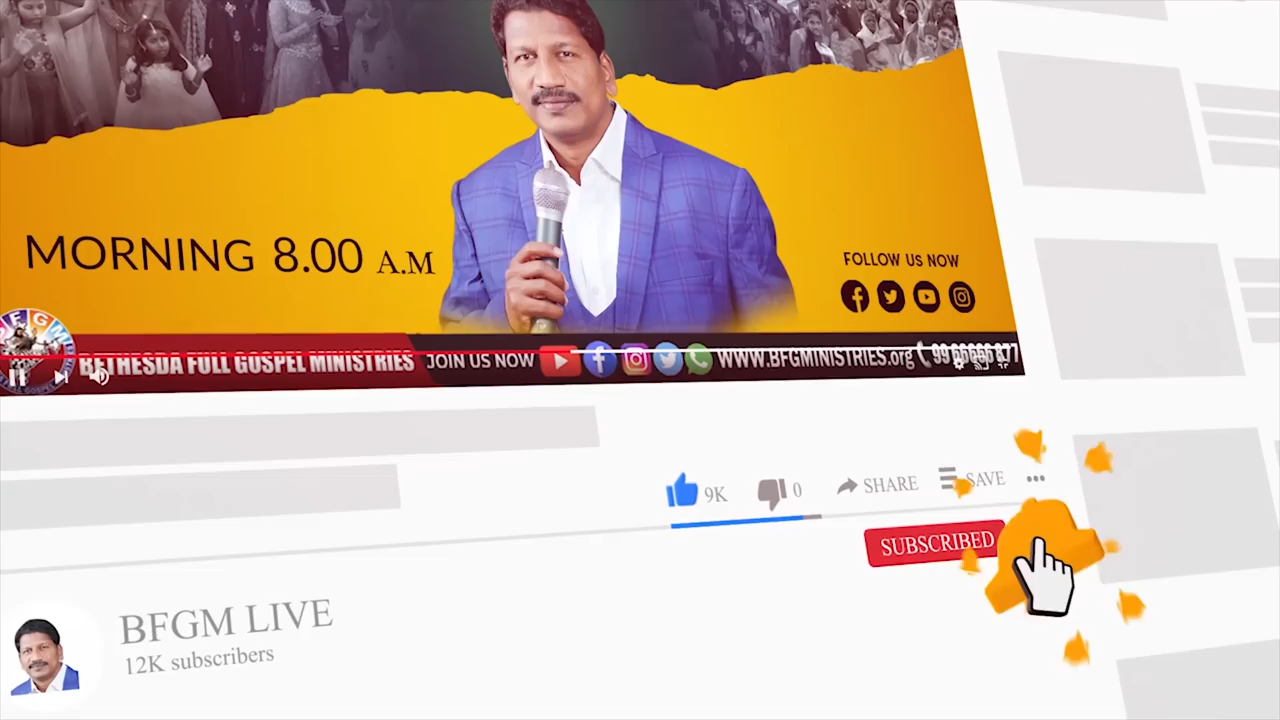 MORNING 8.00 A.M
FOLLOW US NOW
BFGM
BETHESDA FULL GOSPEL MINISTRIES
JOIN US NOW
WWW.BFGMINISTRIES.org
9K
0
SHARE
SAVE
SUBSCRIBED
BFGM LIVE
12K subscribers